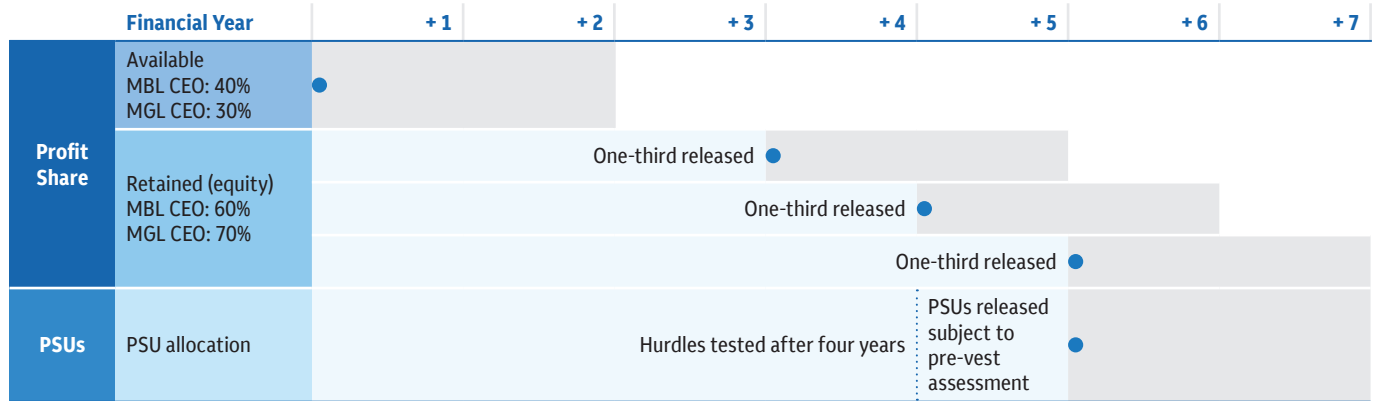 Financial Year + 1 + 2 + 3 + 4 + 5 + 6 + 7
Profit
Share
Available
MBL CEO: 40%
MGL CEO: 30%
Retained (equity)
MBL CEO: 60%
MGL CEO: 70%
One-third released
One-third released
One-third released
PSUs
PSU allocation
Hurdles tested after four years
PSUs released
subject to
pre-vest
assessment